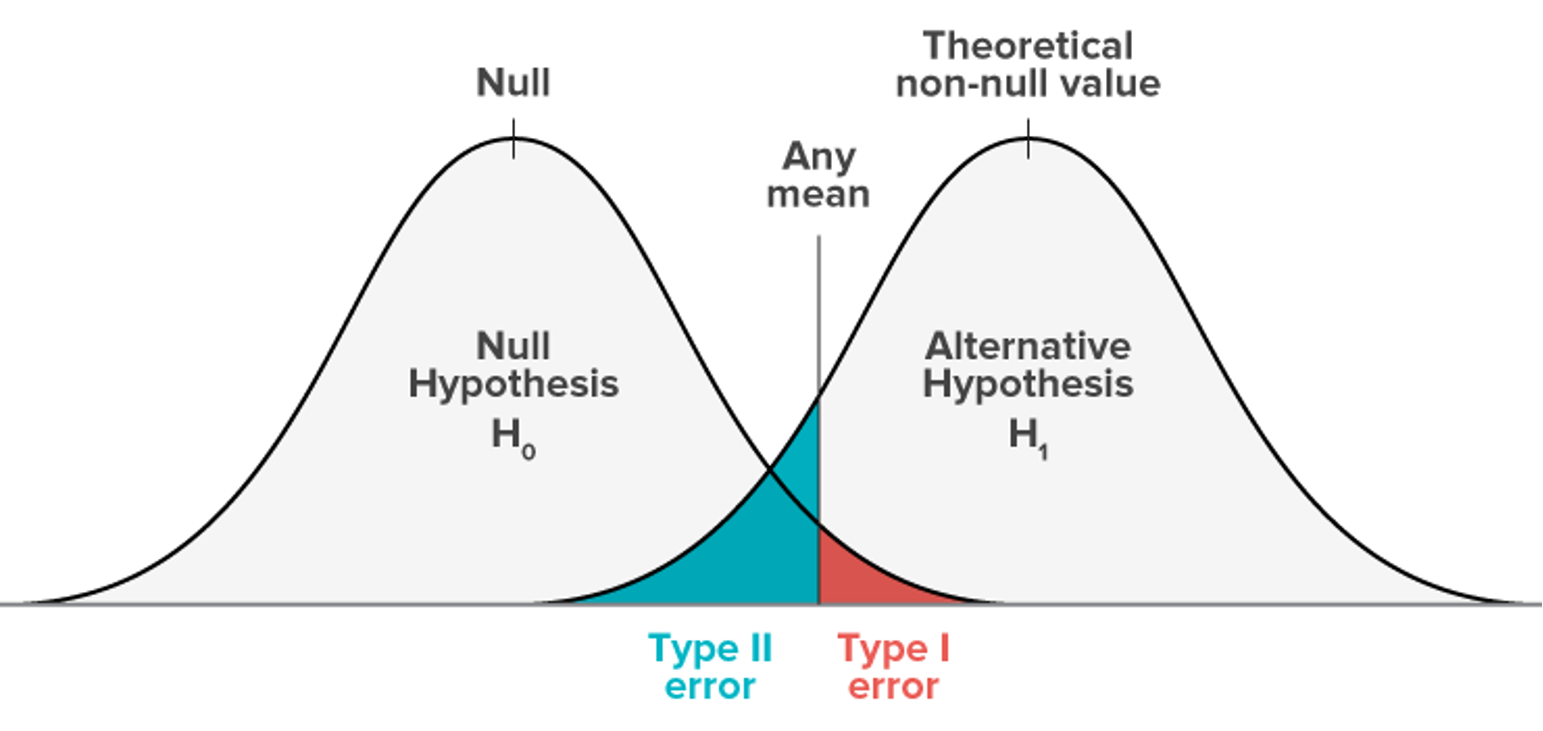 Null
Theoretical
non-null value
Any
mean
Null
Hypothesis
H₀
Alternative
Hypothesis
H₁
Type II
error
Type I
error